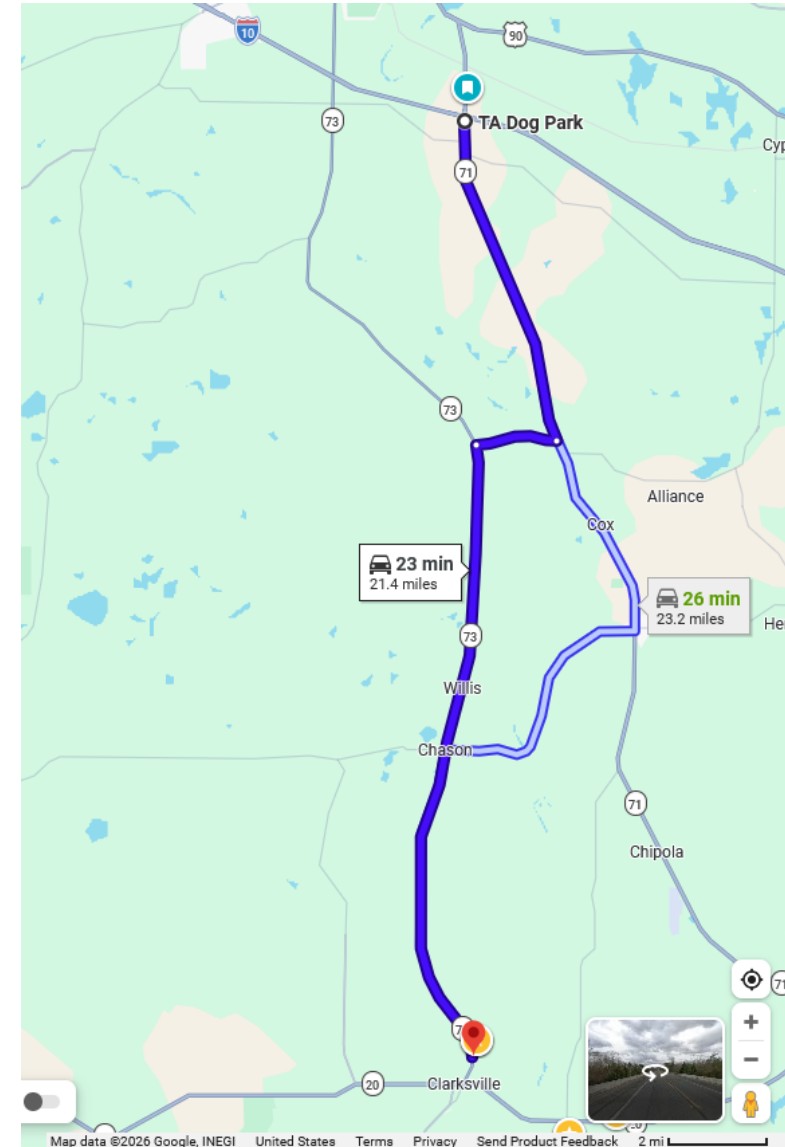 10
90
TA Dog Park
73
Cyp
71
73
Alliance
Cox
23 min
21.4 miles
26 min
23.2 miles
Her
73
Willis
Chason
71
Chipola
71
7
20
Clarksville
Map data ©2026 Google, INEGI United States Terms Privacy Send Product Feedback 2 mi